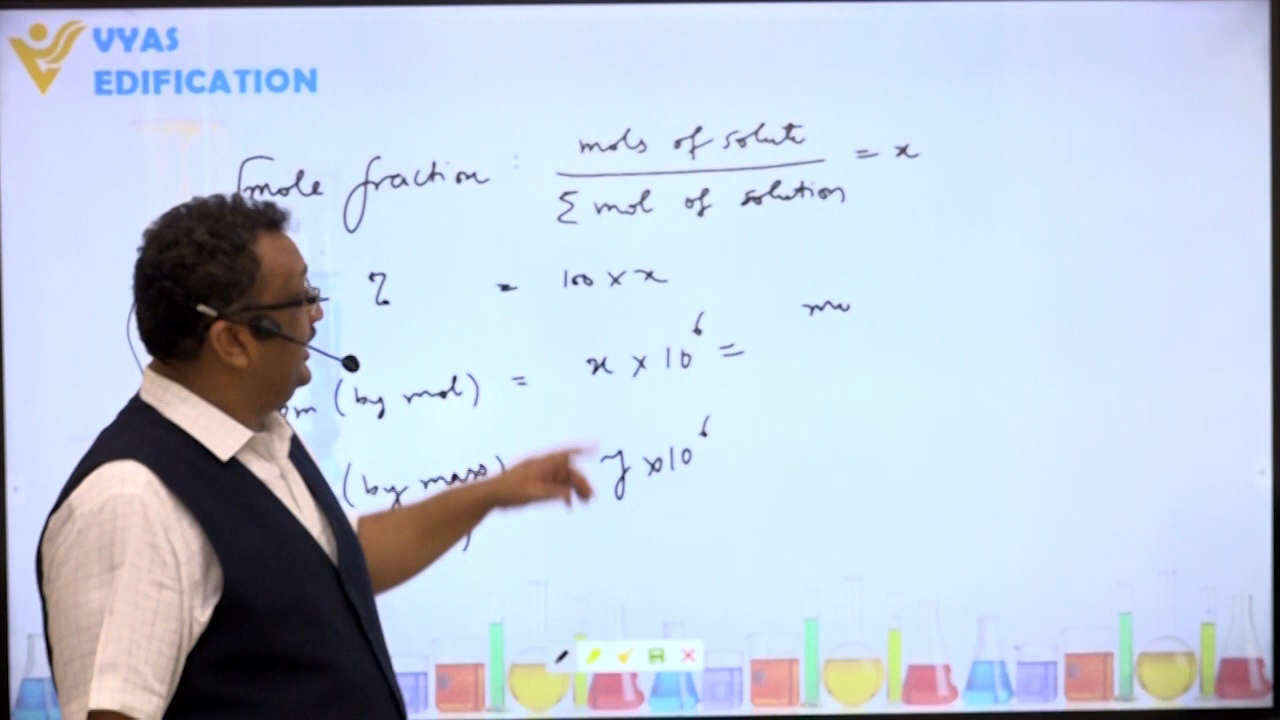 VYAS
EDIFICATION
mole fraction : mols of solute = x
Σ mol of solution
% = 100 × x
m (by mol) = x × 10⁶ =
(by mass) y × 10⁶